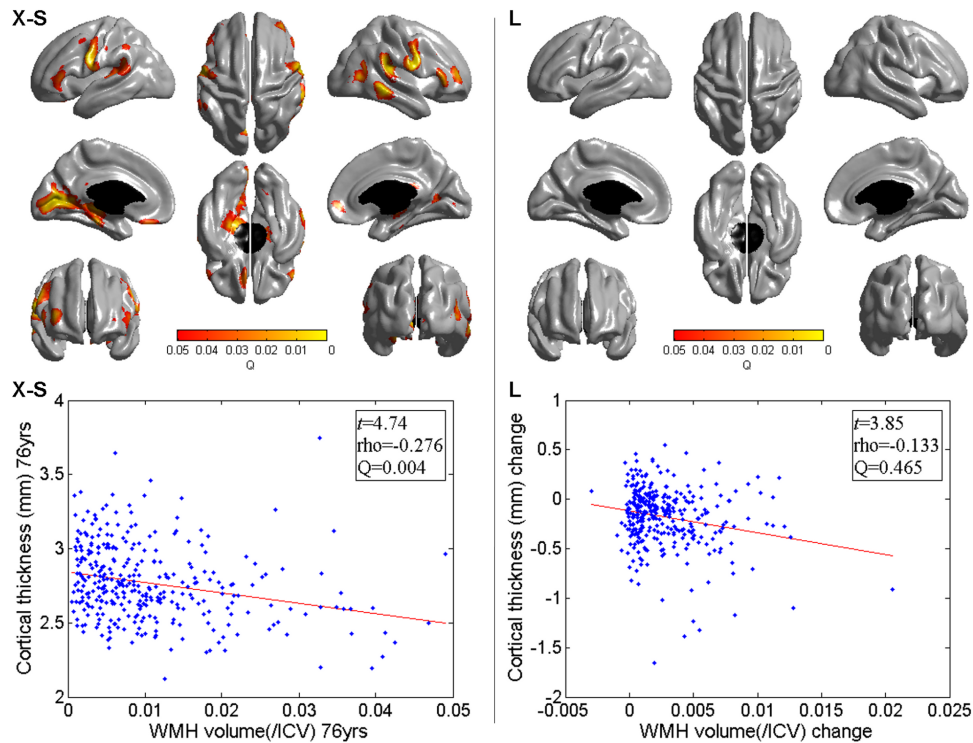 X-S
L
0.05 0.04 0.03 0.02 0.01 0
Q
0.05 0.04 0.03 0.02 0.01 0
Q
X-S
L
4
3.5
3
2.5
2
Cortical thickness (mm) 76yrs
t=4.74
rho=-0.276
Q=0.004
0 0.01 0.02 0.03 0.04 0.05
WMH volume(/ICV) 76yrs
1
0.5
0
-0.5
-1
-1.5
-2
Cortical thickness (mm) change
t=3.85
rho=-0.133
Q=0.465
-0.005 0 0.005 0.01 0.015 0.02 0.025
WMH volume(/ICV) change